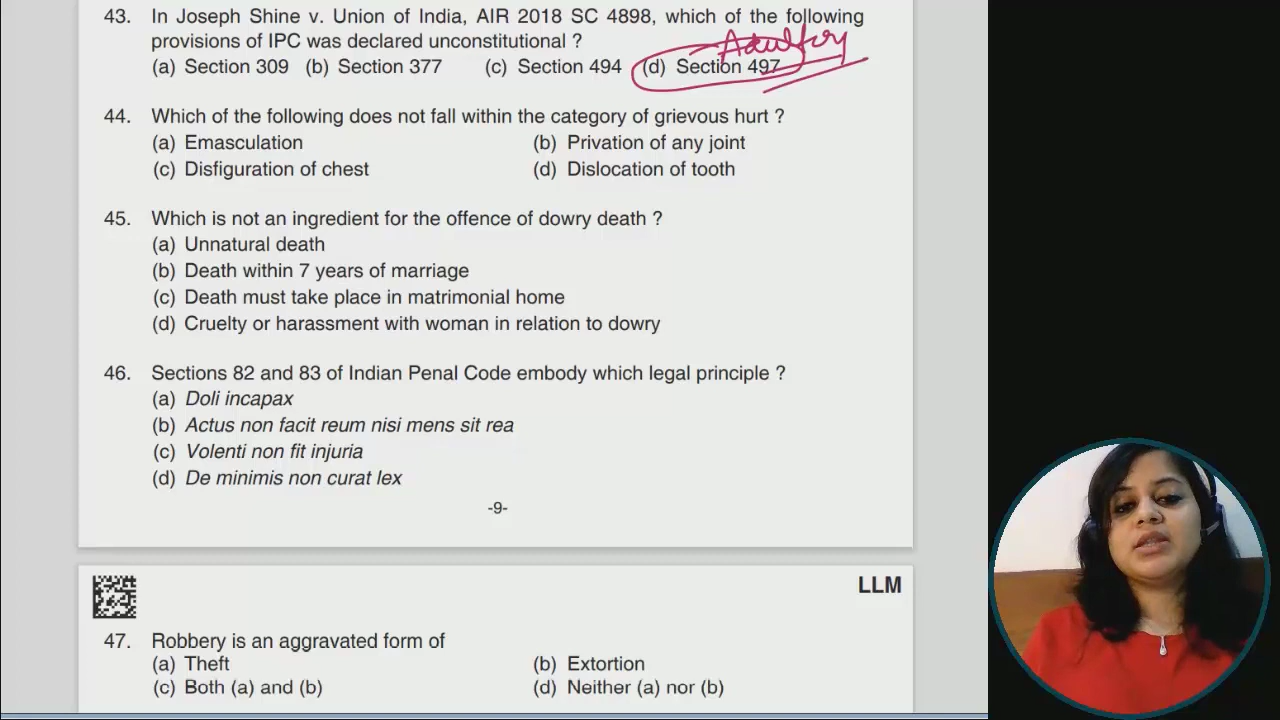 43. In Joseph Shine v. Union of India, AIR 2018 SC 4898, which of the following
provisions of IPC was declared unconstitutional ?
Adultery
(a) Section 309 (b) Section 377 (c) Section 494 (d) Section 497
44. Which of the following does not fall within the category of grievous hurt ?
(a) Emasculation (b) Privation of any joint
(c) Disfiguration of chest (d) Dislocation of tooth
45. Which is not an ingredient for the offence of dowry death ?
(a) Unnatural death
(b) Death within 7 years of marriage
(c) Death must take place in matrimonial home
(d) Cruelty or harassment with woman in relation to dowry
46. Sections 82 and 83 of Indian Penal Code embody which legal principle ?
(a) Doli incapax
(b) Actus non facit reum nisi mens sit rea
(c) Volenti non fit injuria
(d) De minimis non curat lex
-9-
LLM
47. Robbery is an aggravated form of
(a) Theft (b) Extortion
(c) Both (a) and (b) (d) Neither (a) nor (b)